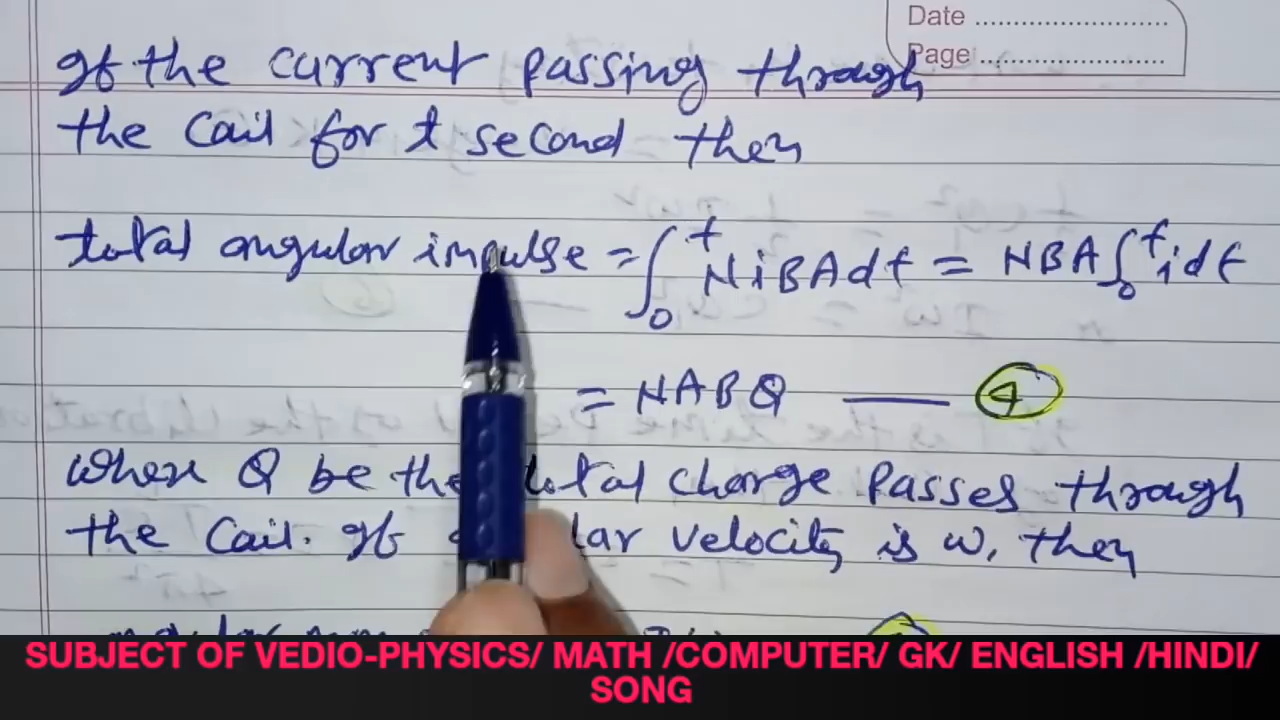 Date ............................
Page ............................
If the current passing through
the Coil for t second then
total angular impulse = ∫₀ᵗ NiBAdt = NBA ∫₀ᵗ idt
= NABQ —— ④
where Q be the total charge Passes through
the Coil. If lar velocity is ω, then
SUBJECT OF VEDIO-PHYSICS/ MATH /COMPUTER/ GK/ ENGLISH /HINDI/
SONG